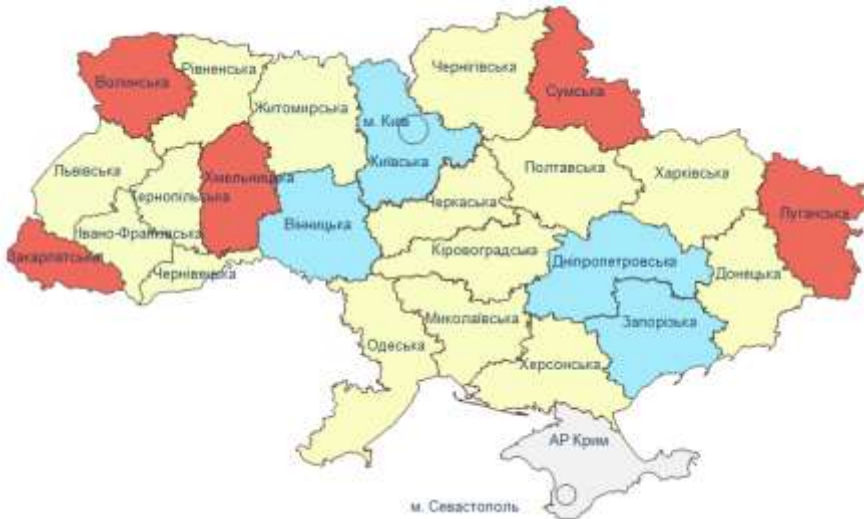 Волинська
Рівненська
Житомирська
Чернігівська
Сумська
м. Київ
Київська
Львівська
Тернопільська
Хмельницька
Полтавська
Харківська
Луганська
Черкаська
Вінницька
Івано-Франківська
Закарпатська
Чернівецька
Кіровоградська
Дніпропетровська
Донецька
Миколаївська
Запорізька
Одеська
Херсонська
АР Крим
м. Севастополь